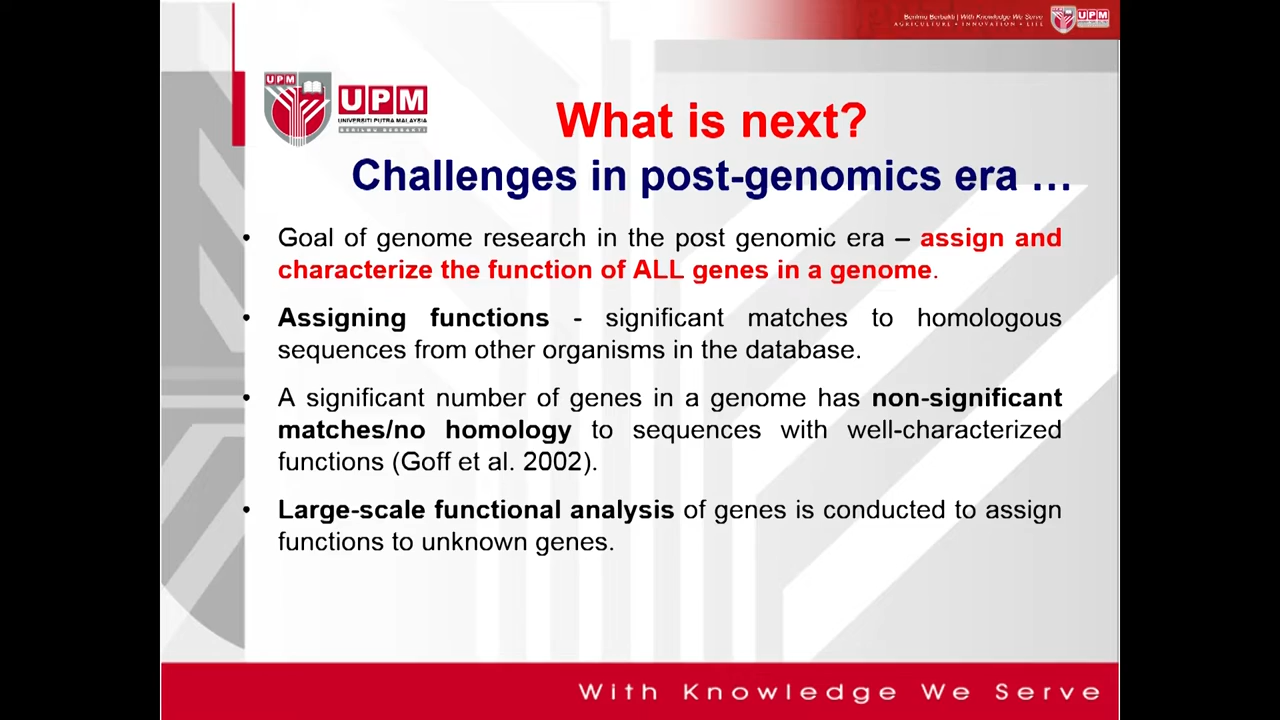 Berilmu Berbakti | With Knowledge We Serve
AGRICULTURE • INNOVATION • LIFE
UPM
UPM
UPM
UNIVERSITI PUTRA MALAYSIA
BERILMU BERBAKTI
What is next?
Challenges in post-genomics era ...
• Goal of genome research in the post genomic era – assign and
characterize the function of ALL genes in a genome.
• Assigning functions - significant matches to homologous
sequences from other organisms in the database.
• A significant number of genes in a genome has non-significant
matches/no homology to sequences with well-characterized
functions (Goff et al. 2002).
• Large-scale functional analysis of genes is conducted to assign
functions to unknown genes.
With Knowledge We Serve